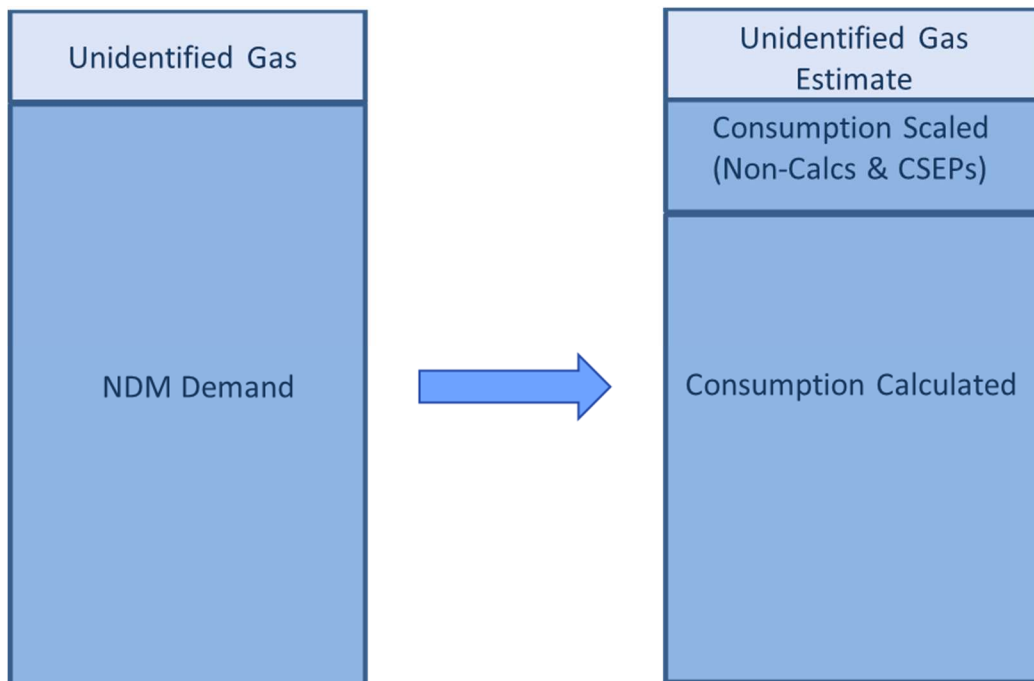 Unidentified Gas
NDM Demand
Unidentified Gas
Estimate
Consumption Scaled
(Non-Calcs & CSEPs)
Consumption Calculated